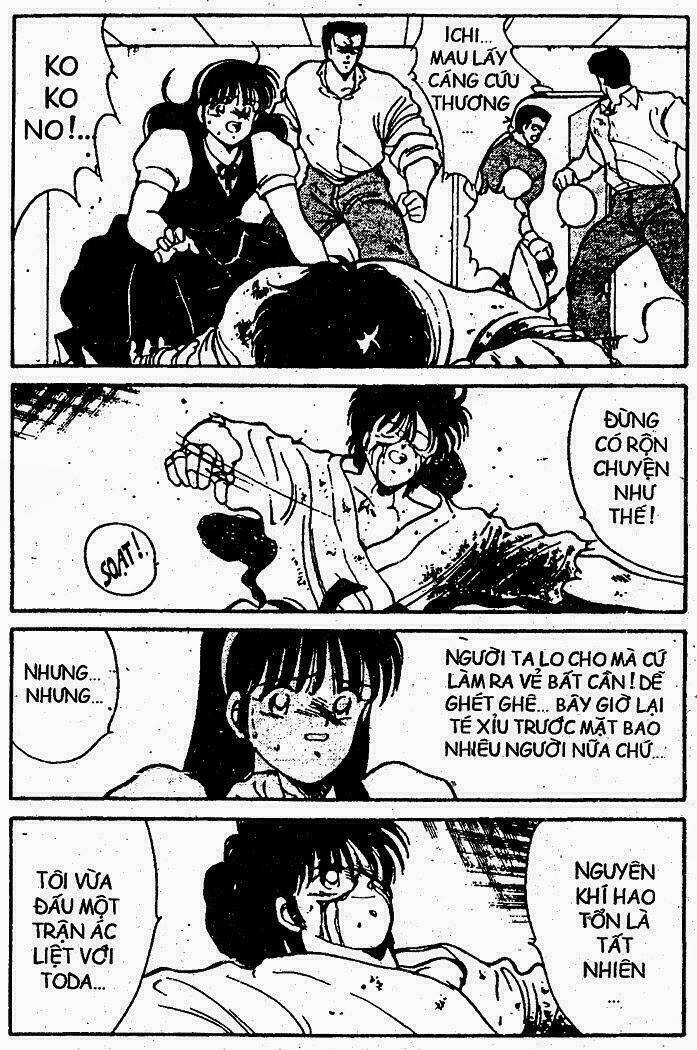 KO
KO
NO!...
ICHI...
MAU LẤY
CÁNG CỨU
THƯƠNG
ĐỪNG
CÓ RỘN
CHUYỆN
NHƯ
THẾ!
SOẠT!.
NHƯNG...
NHƯNG...
NGƯỜI TA LO CHO MÀ CỨ
LÀM RA VẺ BẤT CẦN! DỄ
GHÉT GHÊ... BÂY GIỜ LẠI
TÉ XỈU TRƯỚC MẶT BAO
NHIÊU NGƯỜI NỮA CHỨ...
TÔI VỪA
ĐẤU MỘT
TRẬN ÁC
LIỆT VỚI
TODA...
NGUYÊN
KHÍ HAO
TỔN LÀ
TẤT
NHIÊN
...